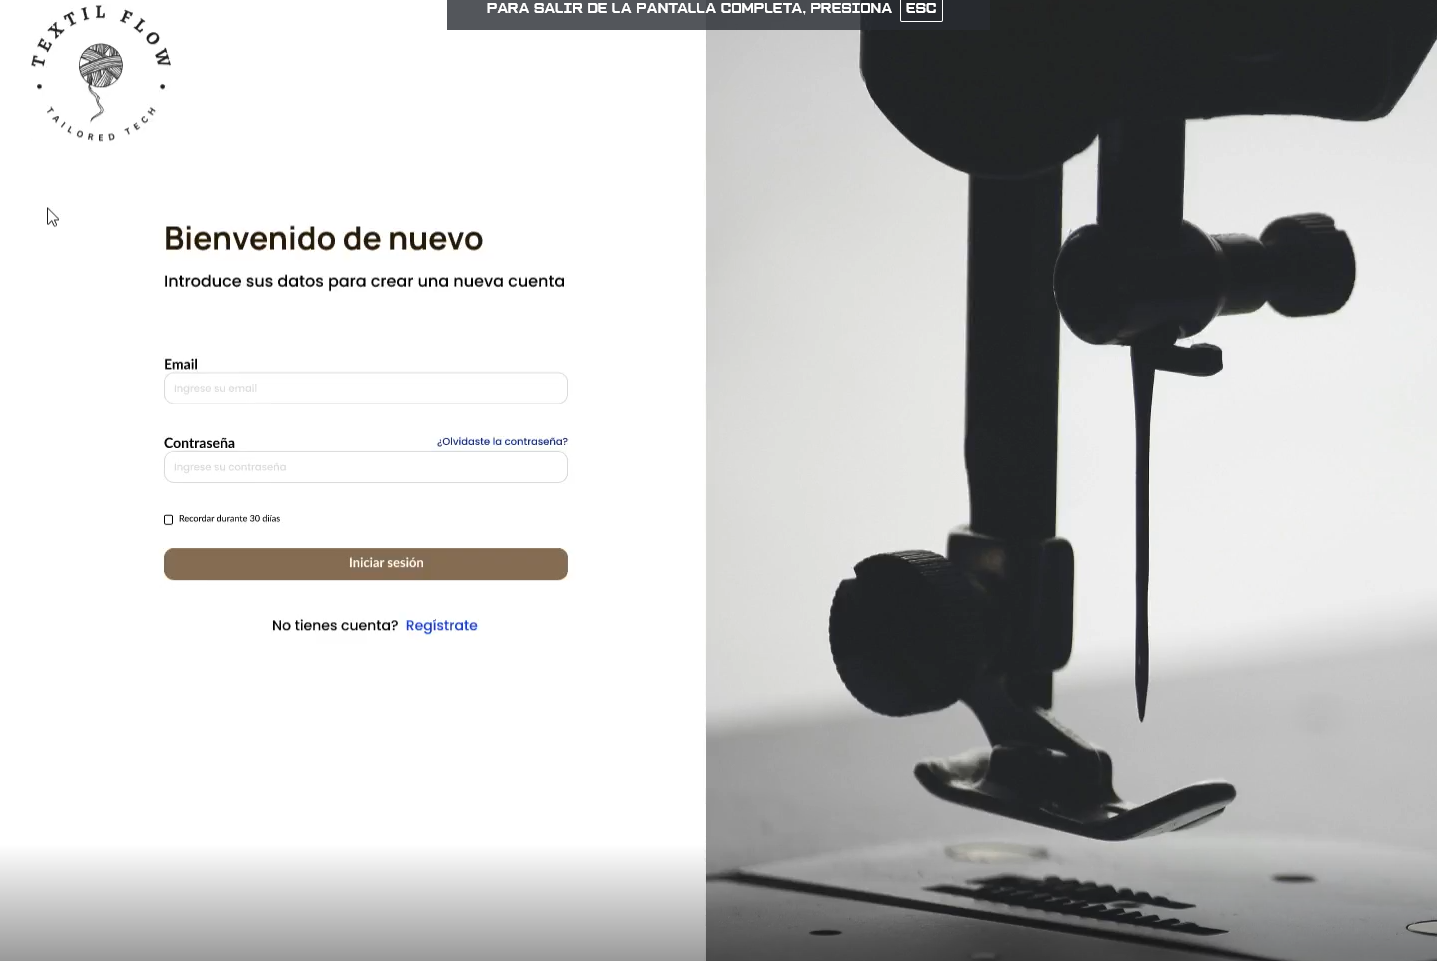 PARA SALIR DE LA PANTALLA COMPLETA, PRESIONA ESC
TEXTIL FLOW
TAILORED TECH
Bienvenido de nuevo
Introduce sus datos para crear una nueva cuenta
Email
Ingrese su email
Contraseña ¿Olvidaste la contraseña?
Ingrese su contraseña
Recordar durante 30 diías
Iniciar sesión
No tienes cuenta? Regístrate